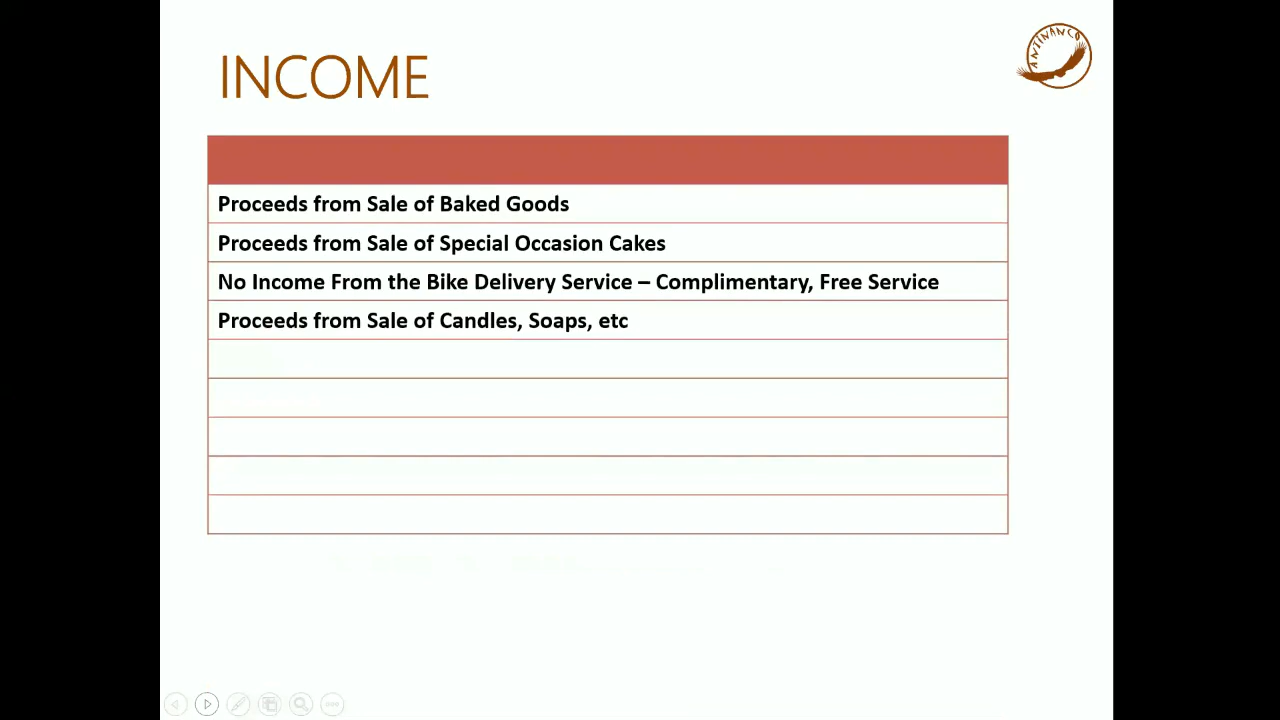 INCOME
ANTINANCO
Proceeds from Sale of Baked Goods
Proceeds from Sale of Special Occasion Cakes
No Income From the Bike Delivery Service – Complimentary, Free Service
Proceeds from Sale of Candles, Soaps, etc